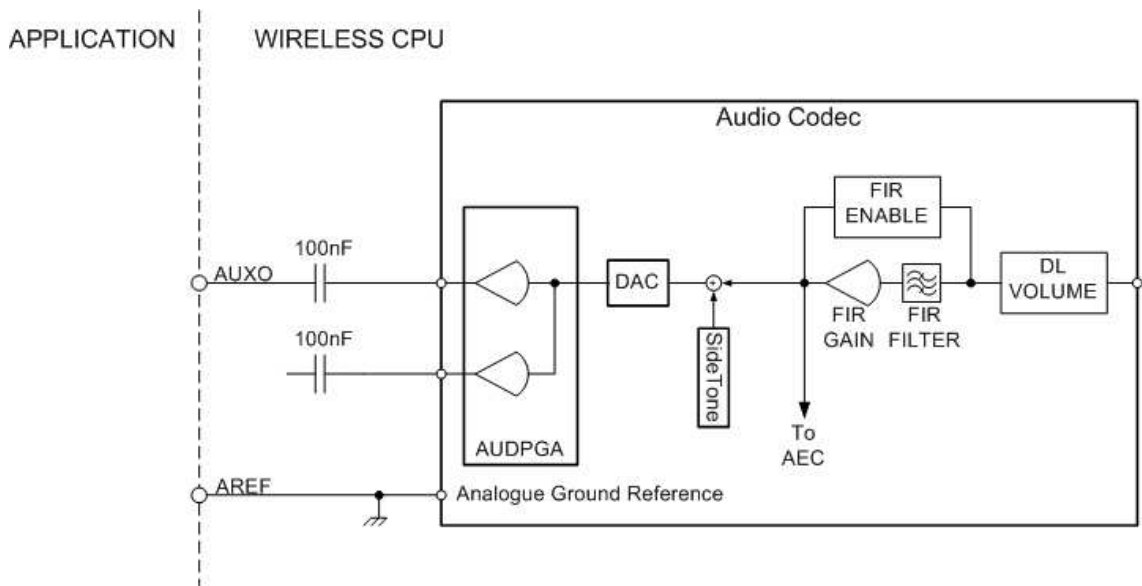 APPLICATION
WIRELESS CPU
Audio Codec
FIR
ENABLE
100nF
AUXO
DAC
+
DL
VOLUME
FIR
GAIN
FIR
FILTER
100nF
SideTone
AUDPGA
To
AEC
AREF
Analogue Ground Reference